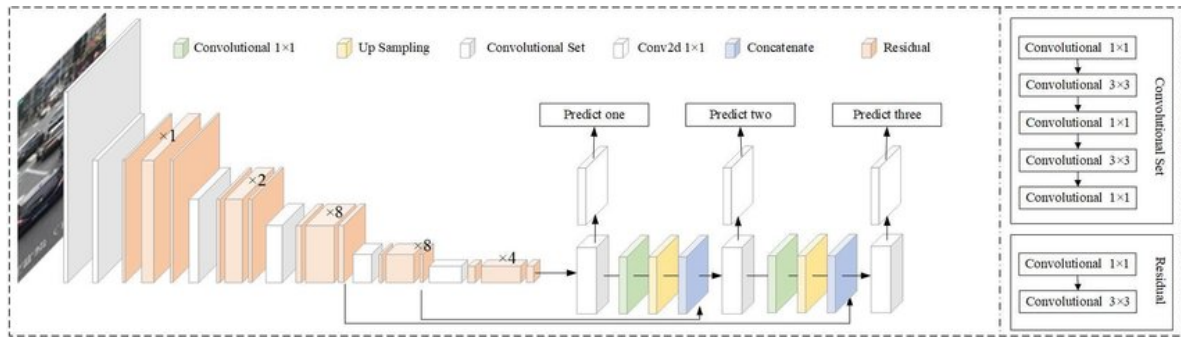 Convolutional 1×1
Up Sampling
Convolutional Set
Conv2d 1×1
Concatenate
Residual
×1
×2
×8
×8
×4
Predict one
Predict two
Predict three
Convolutional 1×1
Convolutional 3×3
Convolutional 1×1
Convolutional 3×3
Convolutional 1×1
Convolutional Set
Convolutional 1×1
Convolutional 3×3
Residual